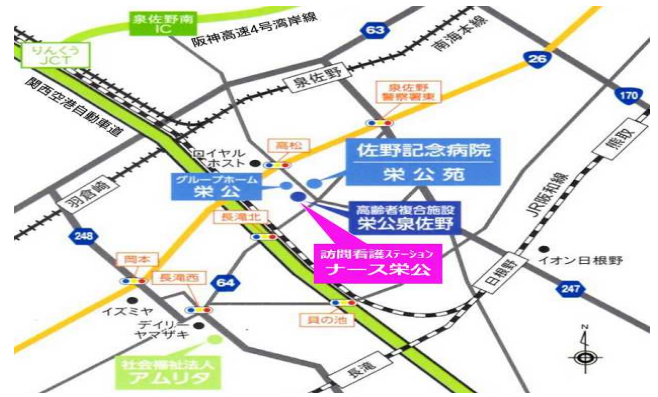 泉佐野南
IC
阪神高速4号湾岸線
63
南海本線
りんくう
JCT
26
泉佐野
関西空港自動車道
泉佐野
警察署東
170
熊取
高松
ロイヤル
ホスト
佐野記念病院
栄公苑
グループホーム
栄公
JR阪和線
羽倉崎
高齢者複合施設
栄公泉佐野
長滝北
248
訪問看護ステーション
ナース栄公
イオン日根野
岡本
長滝西
64
日根野
247
イズミヤ
貝の池
デイリー
ヤマザキ
N
社会福祉法人
アムリタ
長滝